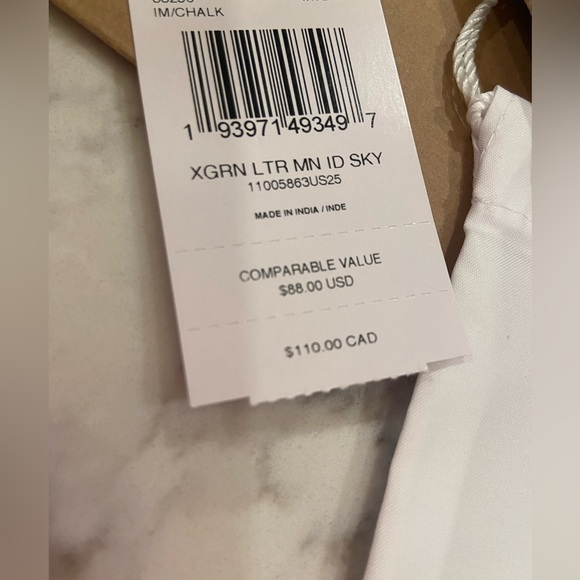 IM/CHALK
1 93971 49349 7
XGRN LTR MN ID SKY
11005863US25
MADE IN INDIA / INDE
COMPARABLE VALUE
$88.00 USD
$110.00 CAD